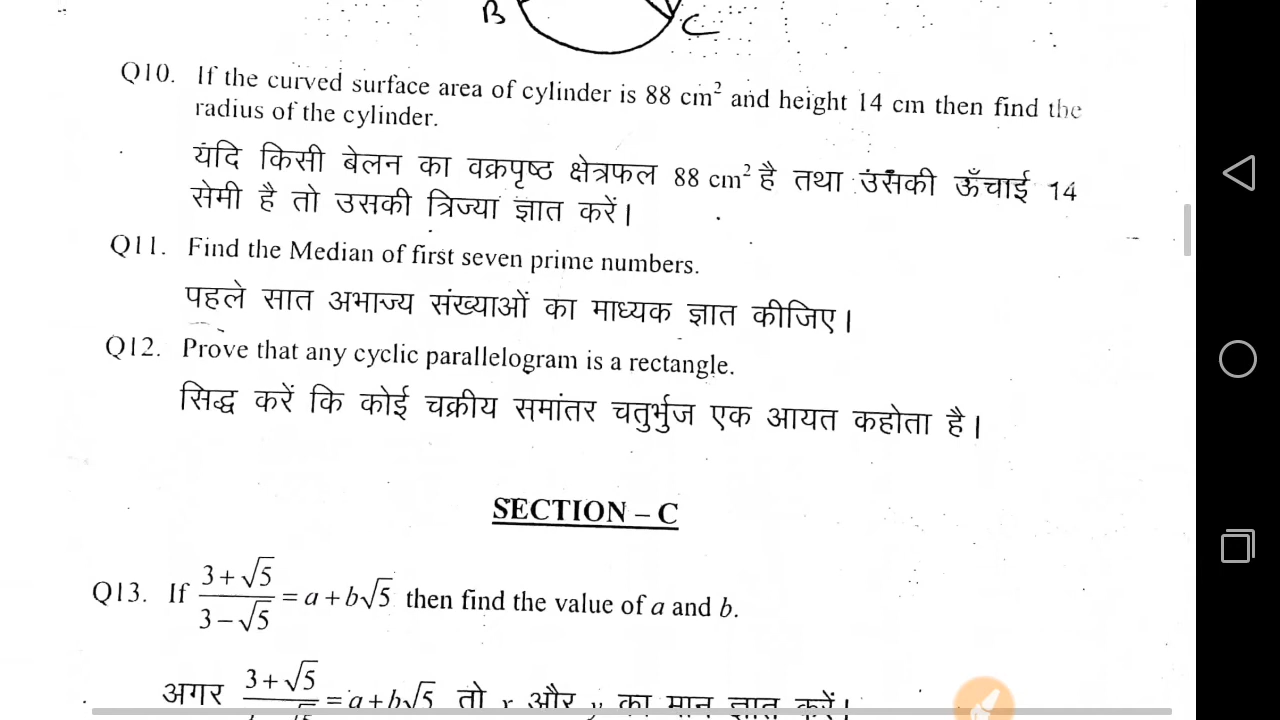 B
C
Q10. If the curved surface area of cylinder is 88 cm² and height 14 cm then find the
radius of the cylinder.
यदि किसी बेलन का वक्रपृष्ठ क्षेत्रफल 88 cm² है तथा उसकी ऊँचाई 14
सेमी है तो उसकी त्रिज्या ज्ञात करें।
Q11. Find the Median of first seven prime numbers.
पहले सात अभाज्य संख्याओं का माध्यक ज्ञात कीजिए।
Q12. Prove that any cyclic parallelogram is a rectangle.
सिद्ध करें कि कोई चक्रीय समांतर चतुर्भुज एक आयत कहोता है।
SECTION – C
Q13. If (3+√5)/(3−√5) = a+b√5 then find the value of a and b.
अगर 3+√5 = a+b√5 तो x और y का मान ज्ञात करें।